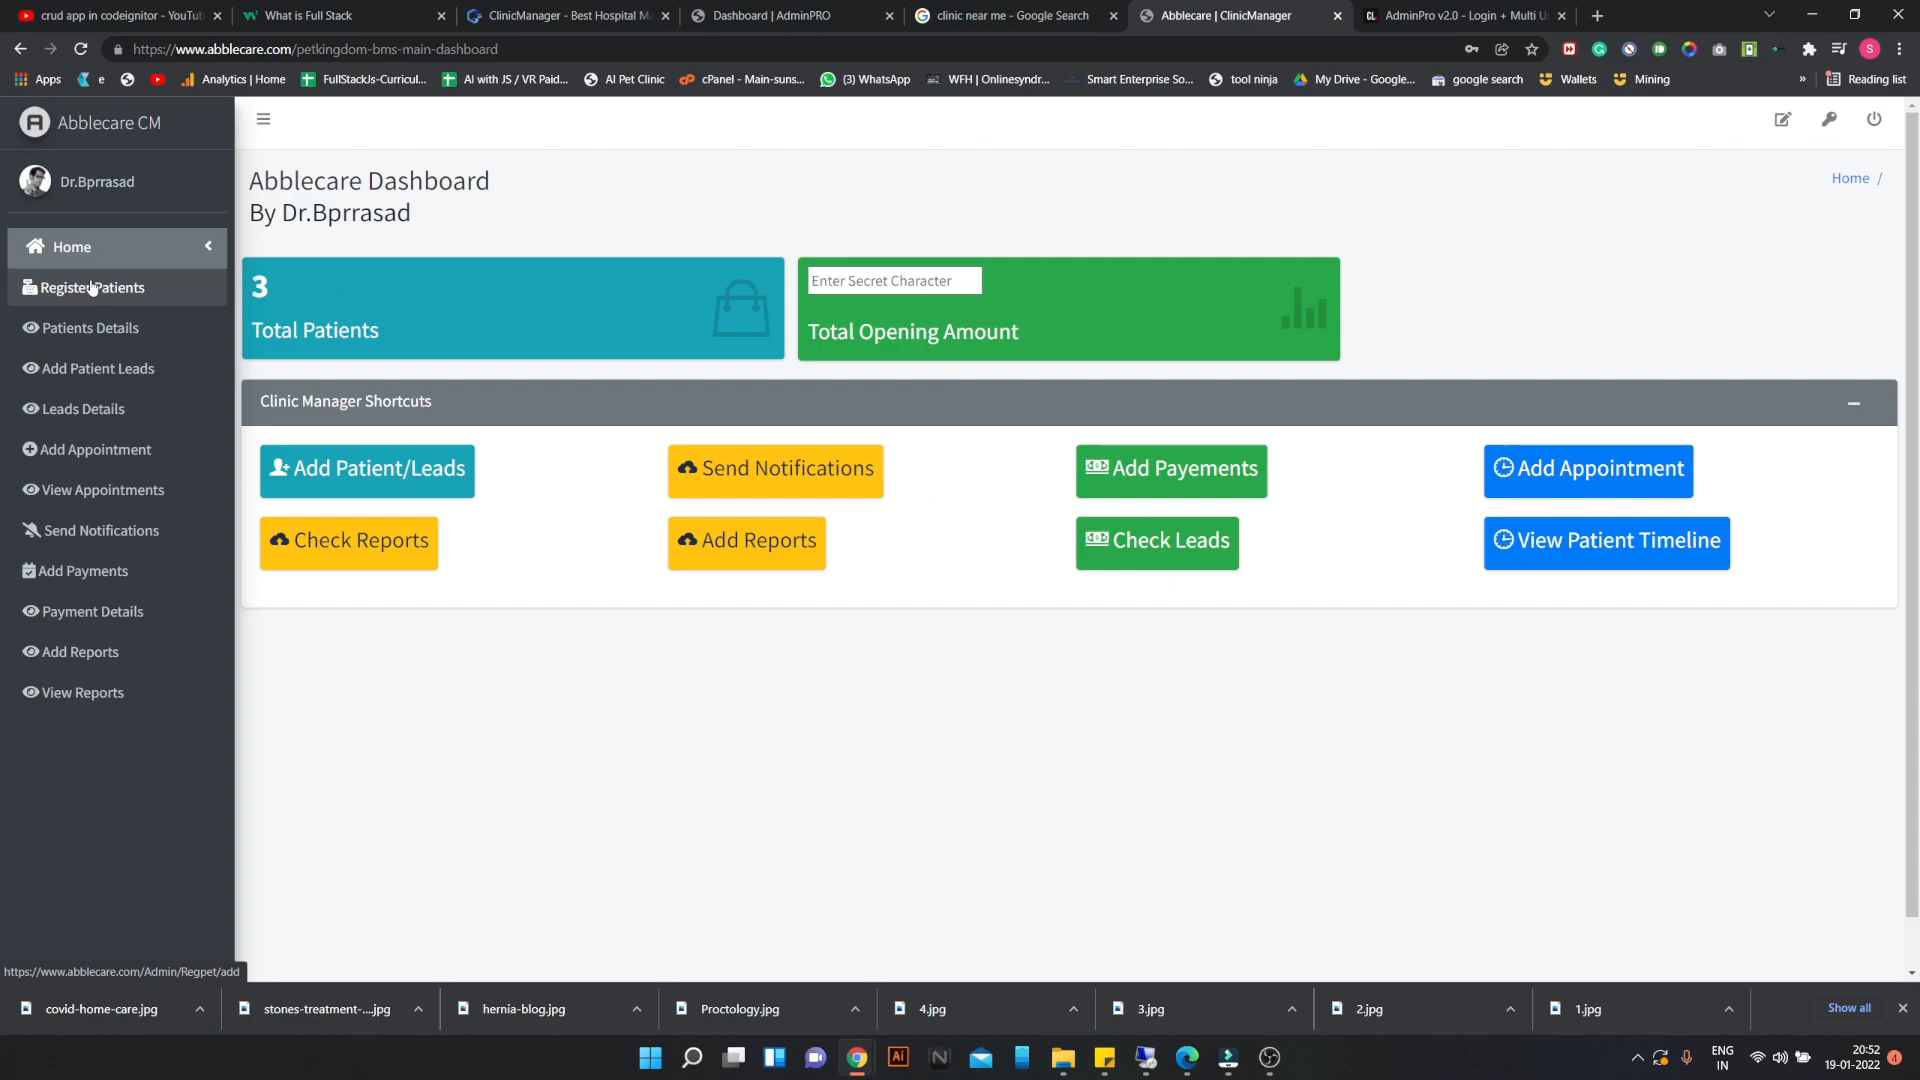 crud app in codeignitor - YouTub
What is Full Stack
ClinicManager - Best Hospital Ma
Dashboard | AdminPRO
clinic near me - Google Search
Abblecare | ClinicManager
CL AdminPro v2.0 - Login + Multi U
https://www.abblecare.com/petkingdom-bms-main-dashboard
S
Apps
e
Analytics | Home
FullStackJs-Curricul...
AI with JS / VR Paid...
AI Pet Clinic
cPanel - Main-suns...
(3) WhatsApp
WFH | Onlinesyndr...
Smart Enterprise So...
tool ninja
My Drive - Google...
google search
Wallets
Mining
»
Reading list
Abblecare CM
Dr.Bprrasad
Home
Register Patients
Patients Details
Add Patient Leads
Leads Details
Add Appointment
View Appointments
Send Notifications
Add Payments
Payment Details
Add Reports
View Reports
Abblecare Dashboard
By Dr.Bprrasad
Home /
3
Total Patients
Enter Secret Character
Total Opening Amount
Clinic Manager Shortcuts
Add Patient/Leads
Send Notifications
Add Payements
Add Appointment
Check Reports
Add Reports
Check Leads
View Patient Timeline
https://www.abblecare.com/Admin/Regpet/add
covid-home-care.jpg
stones-treatment-....jpg
hernia-blog.jpg
Proctology.jpg
4.jpg
3.jpg
2.jpg
1.jpg
Show all
Ai
N
ENG
IN
20:52
19-01-2022
4